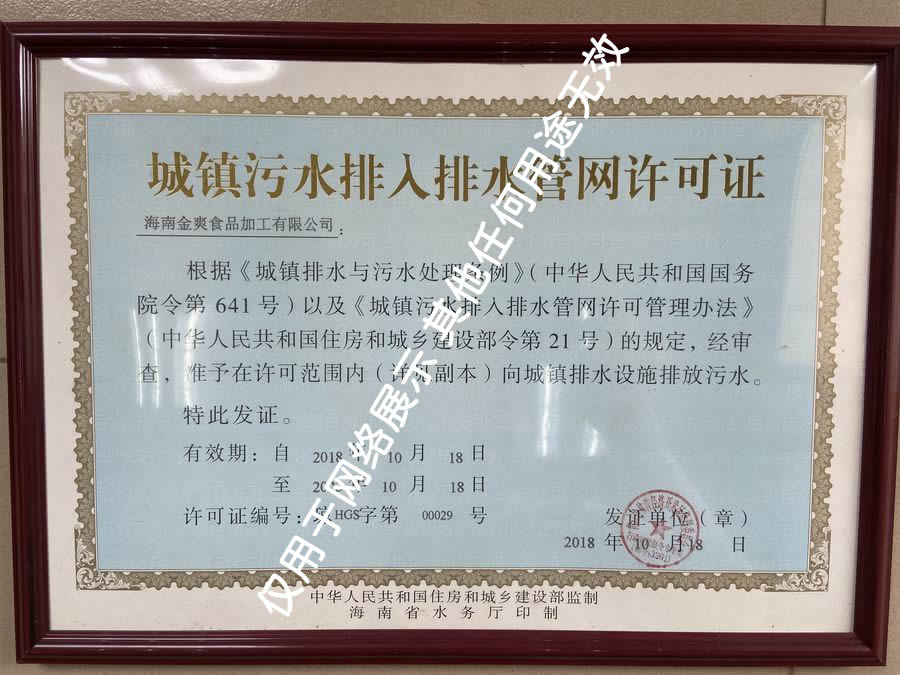 城镇污水排入排水管网许可证
海南金爽食品加工有限公司：
根据《城镇排水与污水处理条例》（中华人民共和国国务
院令第 641 号）以及《城镇污水排入排水管网许可管理办法》
（中华人民共和国住房和城乡建设部令第 21 号）的规定，经审
查，准予在许可范围内（详见副本）向城镇排水设施排放污水。
特此发证。
有效期：自 2018 年 10 月 18 日
至 年 10 月 18 日
许可证编号：HGS字第 00029 号
发证单位（章）
2018 年 10 月 18 日
中华人民共和国住房和城乡建设部监制
海南省水务厅印制
仅用于网络展示其他任何用途无效